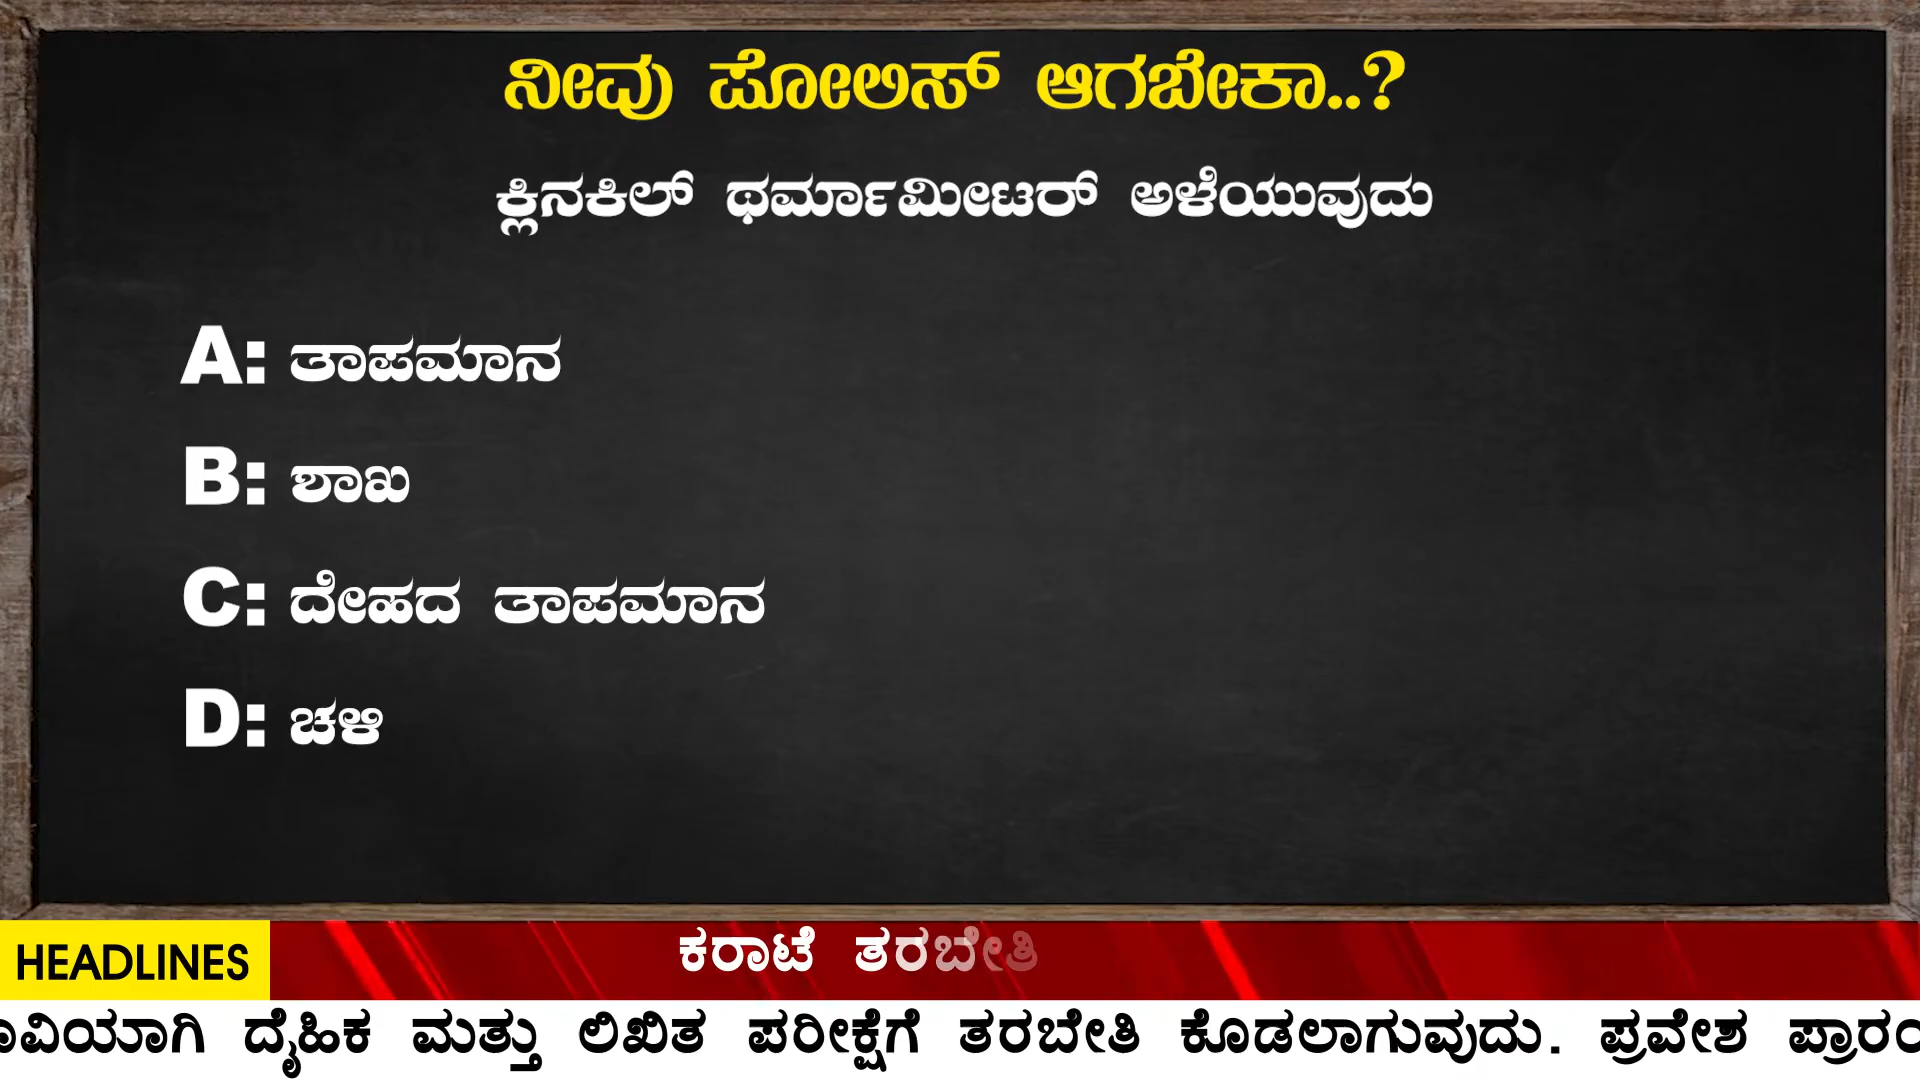 ನೀವು ಪೋಲಿಸ್ ಆಗಬೇಕಾ..?
ಕ್ಲಿನಕಿಲ್ ಥರ್ಮಾಮೀಟರ್ ಅಳೆಯುವುದು
A: ತಾಪಮಾನ
B: ಶಾಖ
C: ದೇಹದ ತಾಪಮಾನ
D: ಚಳಿ
HEADLINES
ಕರಾಟೆ ತರಬೇತಿ
ದೈಹಿಕ ಮತ್ತು ಲಿಖಿತ ಪರೀಕ್ಷೆಗೆ ತರಬೇತಿ ಕೊಡಲಾಗುವುದು. ಪ್ರವೇಶ